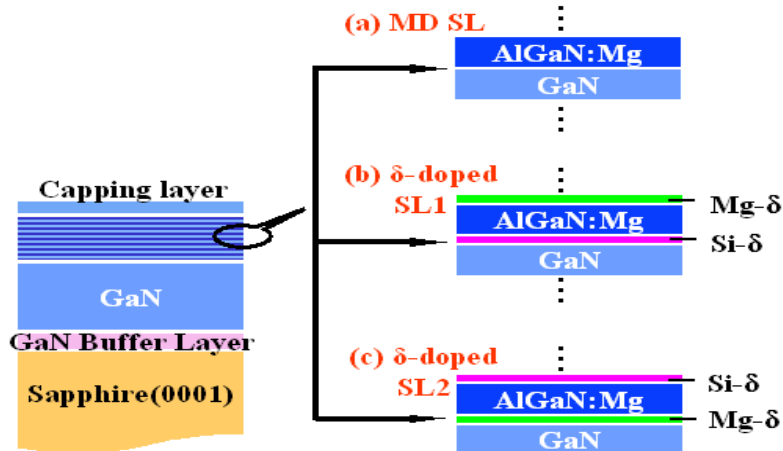 Capping layer
GaN
GaN Buffer Layer
Sapphire(0001)
(a) MD SL
AlGaN:Mg
GaN
(b) δ-doped
SL1
AlGaN:Mg
GaN
Mg-δ
Si-δ
(c) δ-doped
SL2
AlGaN:Mg
GaN
Si-δ
Mg-δ